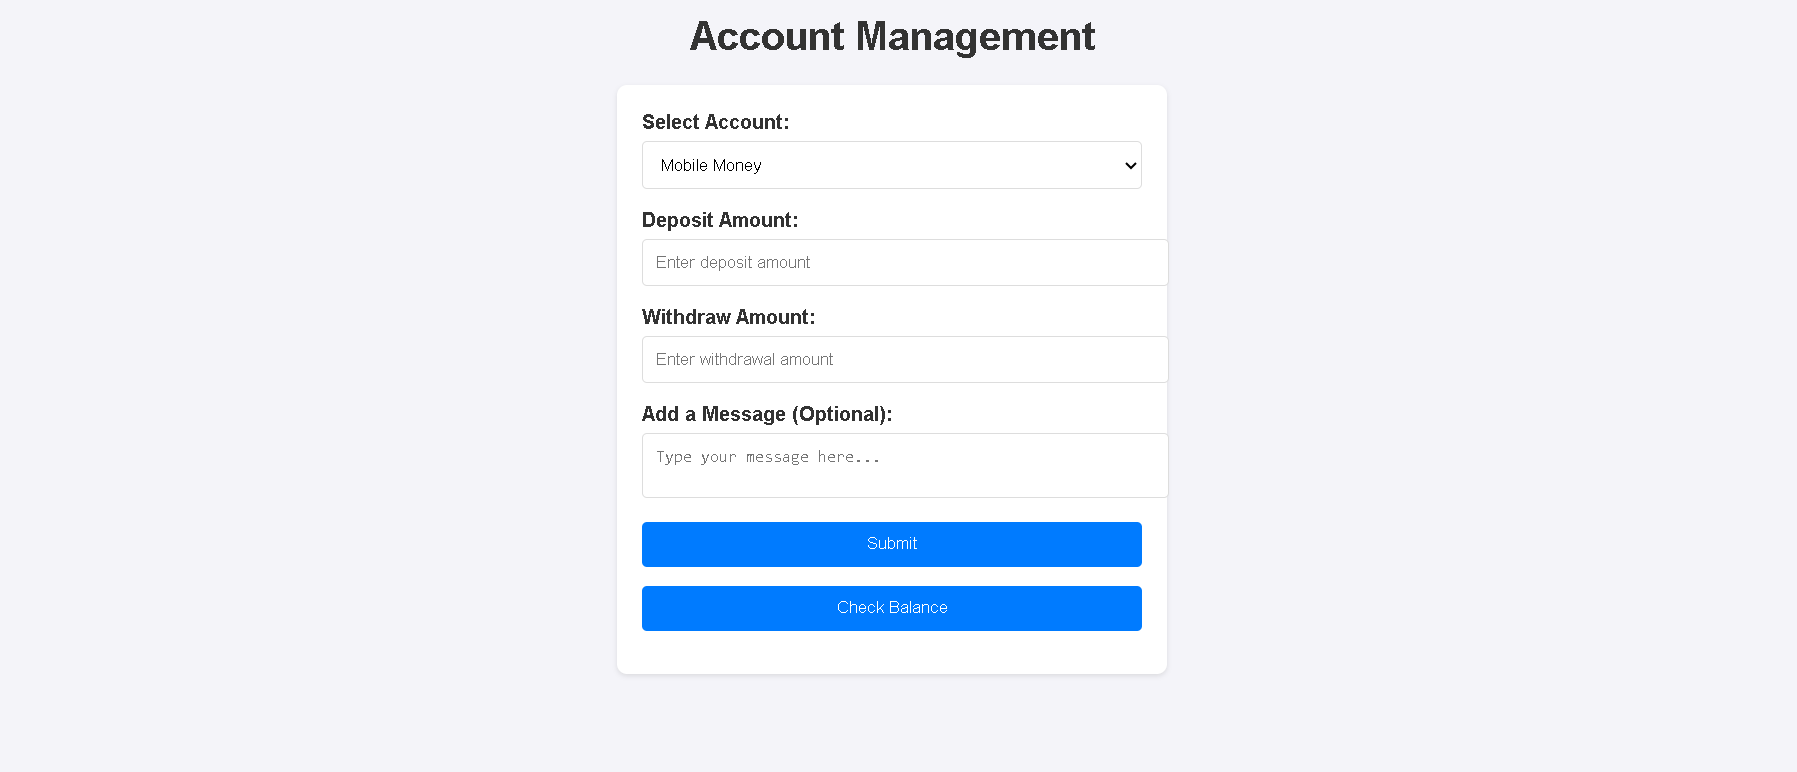 Account Management
Select Account:
Mobile Money
Deposit Amount:
Enter deposit amount
Withdraw Amount:
Enter withdrawal amount
Add a Message (Optional):
Type your message here...
Submit
Check Balance